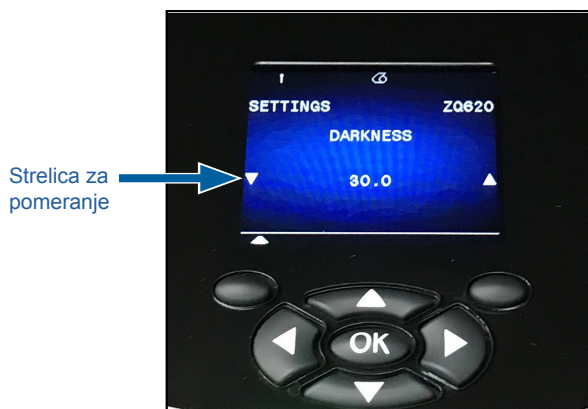 SETTINGS ZQ620
DARKNESS
Strelica za
pomeranje
30.0
OK